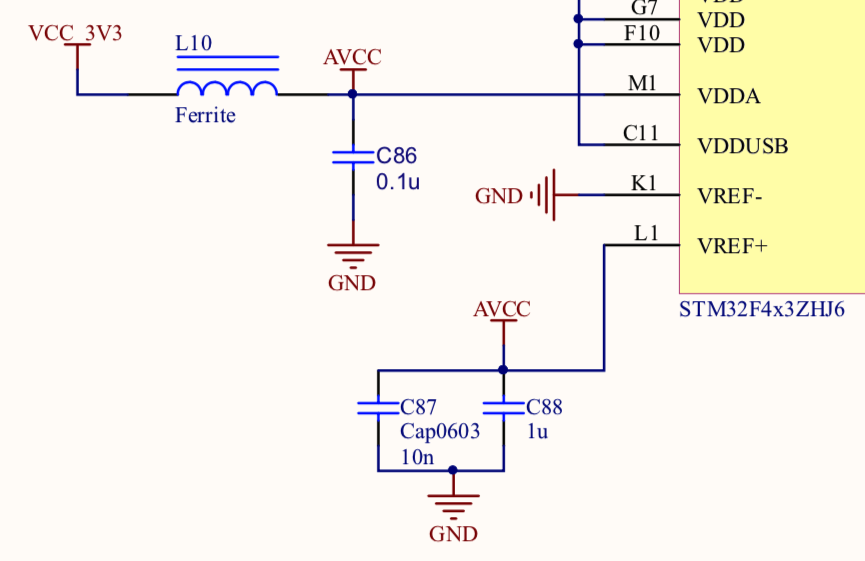 VDD
G7
VDD
F10
VDD
VCC_3V3
L10
AVCC
Ferrite
M1
VDDA
C11
VDDUSB
C86
0.1u
GND
K1
VREF-
L1
VREF+
GND
AVCC
STM32F4x3ZHJ6
C87
Cap0603
10n
C88
1u
GND